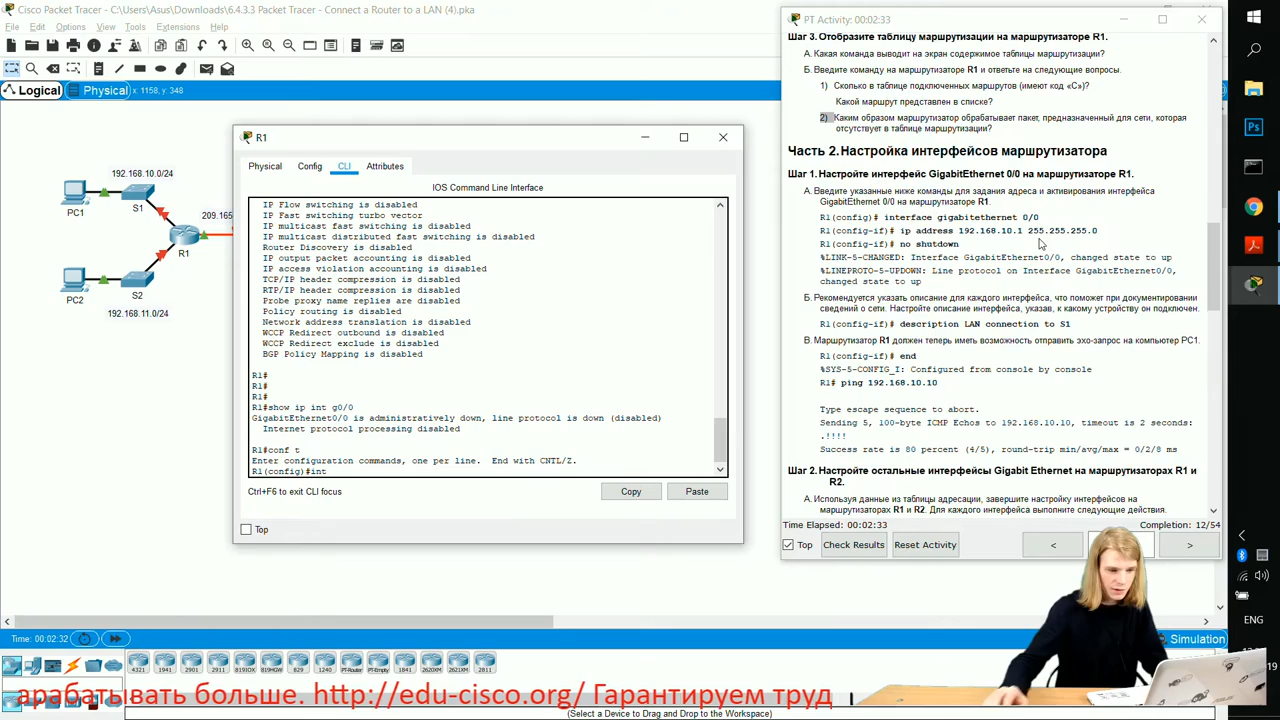 Cisco Packet Tracer - C:\Users\Asus\Downloads\6.4.3.3 Packet Tracer - Connect a Router to a LAN (4).pka
File Edit Options View Tools Extensions Help
Logical Physical x: 1158, y: 348
192.168.10.0/24
PC1
S1
209.165
R1
PC2
S2
192.168.11.0/24
R1
Physical Config CLI Attributes
IOS Command Line Interface
IP Flow switching is disabled
IP Fast switching turbo vector
IP multicast fast switching is disabled
IP multicast distributed fast switching is disabled
Router Discovery is disabled
IP output packet accounting is disabled
IP access violation accounting is disabled
TCP/IP header compression is disabled
RTP/IP header compression is disabled
Probe proxy name replies are disabled
Policy routing is disabled
Network address translation is disabled
WCCP Redirect outbound is disabled
WCCP Redirect exclude is disabled
BGP Policy Mapping is disabled
R1#
R1#
R1#
R1#show ip int g0/0
GigabitEthernet0/0 is administratively down, line protocol is down (disabled)
Internet protocol processing disabled
R1#conf t
Enter configuration commands, one per line. End with CNTL/Z.
R1(config)#int
Ctrl+F6 to exit CLI focus
Copy Paste
Top
PT Activity: 00:02:33
Шаг 3. Отобразите таблицу маршрутизации на маршрутизаторе R1.
А. Какая команда выводит на экран содержимое таблицы маршрутизации?
Б. Введите команду на маршрутизаторе R1 и ответьте на следующие вопросы.
1) Сколько в таблице подключенных маршрутов (имеют код «C»)?
Какой маршрут представлен в списке?
2) Каким образом маршрутизатор обрабатывает пакет, предназначенный для сети, которая
отсутствует в таблице маршрутизации?
Часть 2. Настройка интерфейсов маршрутизатора
Шаг 1. Настройте интерфейс GigabitEthernet 0/0 на маршрутизаторе R1.
А. Введите указанные ниже команды для задания адреса и активирования интерфейса
GigabitEthernet 0/0 на маршрутизаторе R1.
R1(config)# interface gigabitethernet 0/0
R1(config-if)# ip address 192.168.10.1 255.255.255.0
R1(config-if)# no shutdown
%LINK-5-CHANGED: Interface GigabitEthernet0/0, changed state to up
%LINEPROTO-5-UPDOWN: Line protocol on Interface GigabitEthernet0/0,
changed state to up
Б. Рекомендуется указать описание для каждого интерфейса, что поможет при документировании
сведений о сети. Настройте описание интерфейса, указав, к какому устройству он подключен.
R1(config-if)# description LAN connection to S1
В. Маршрутизатор R1 должен теперь иметь возможность отправить эхо-запрос на компьютер PC1.
R1(config-if)# end
%SYS-5-CONFIG_I: Configured from console by console
R1# ping 192.168.10.10
Type escape sequence to abort.
Sending 5, 100-byte ICMP Echos to 192.168.10.10, timeout is 2 seconds:
.!!!!
Success rate is 80 percent (4/5), round-trip min/avg/max = 0/2/8 ms
Шаг 2. Настройте остальные интерфейсы Gigabit Ethernet на маршрутизаторах R1 и
R2.
А. Используя данные из таблицы адресации, завершите настройку интерфейсов на
маршрутизаторах R1 и R2. Для каждого интерфейса выполните следующие действия.
Time Elapsed: 00:02:33 Completion: 12/54
Top Check Results Reset Activity < >
Time: 00:02:32
Simulation
4321 1941 2901 2911 819IOX 819HGW 829 1240 PT-Router PT-Empty 1841 2620XM 2621XM 2811
(Select a Device to Drag and Drop to the Workspace)
арабатывать больше. http://edu-cisco.org/ Гарантируем труд
ENG